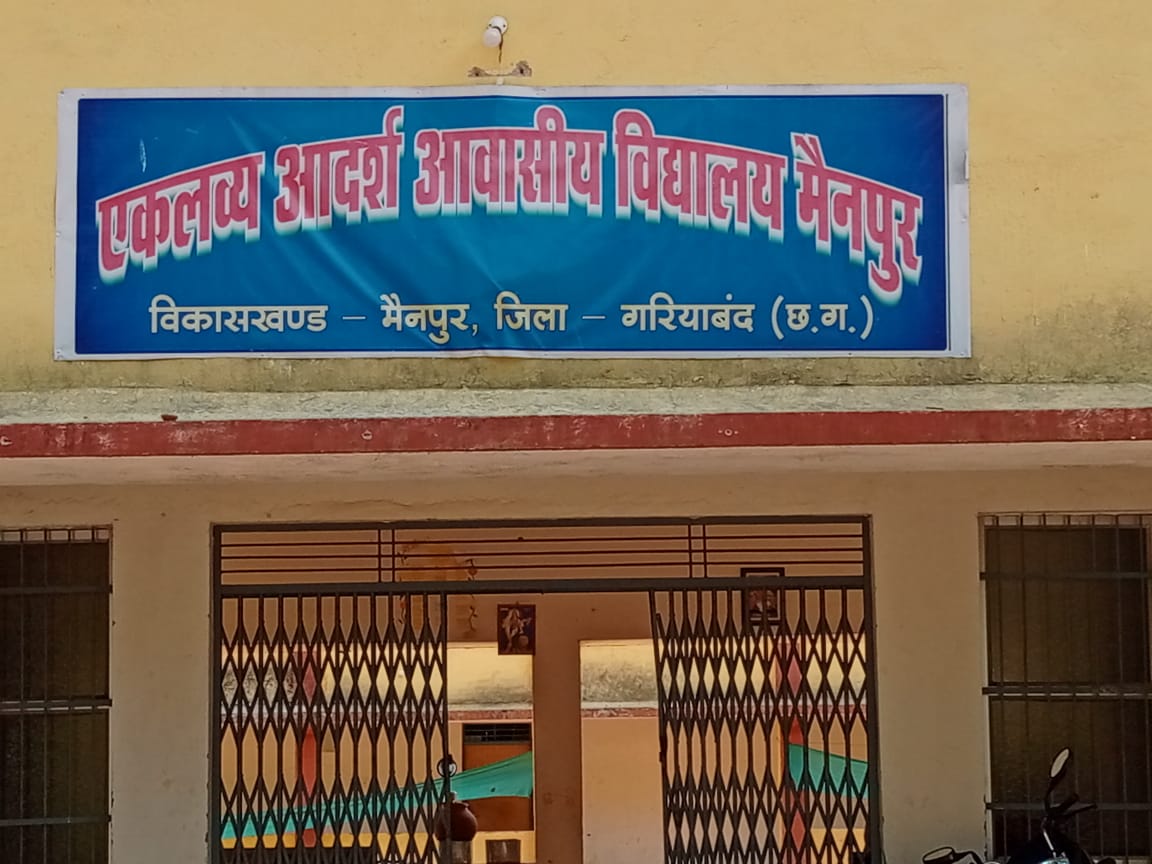 एकलव्य आदर्श आवासीय विद्यालय मैनपुर
विकासखण्ड – मैनपुर, जिला – गरियाबंद (छ.ग.)